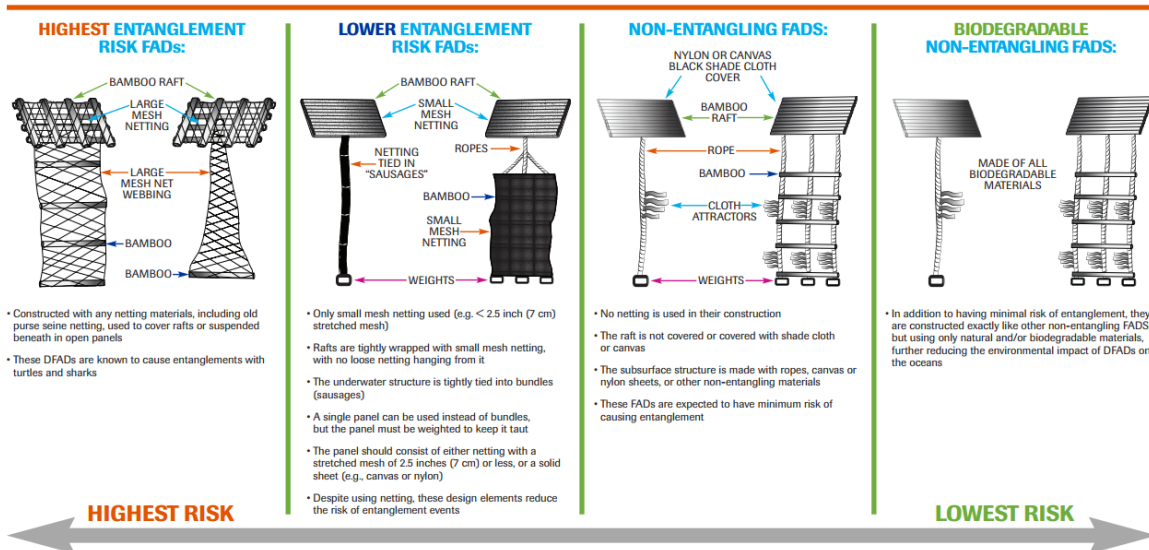 HIGHEST ENTANGLEMENT
RISK FADs:
BAMBOO RAFT
LARGE
MESH
NETTING
LARGE
MESH NET
WEBBING
BAMBOO
BAMBOO
• Constructed with any netting materials, including old
purse seine netting, used to cover rafts or suspended
beneath in open panels
• These DFADs are known to cause entanglements with
turtles and sharks
LOWER ENTANGLEMENT
RISK FADs:
BAMBOO RAFT
SMALL
MESH
NETTING
NETTING
TIED IN
"SAUSAGES"
ROPES
BAMBOO
SMALL
MESH
NETTING
WEIGHTS
• Only small mesh netting used (e.g. < 2.5 inch (7 cm)
stretched mesh)
• Rafts are tightly wrapped with small mesh netting,
with no loose netting hanging from it
• The underwater structure is tightly tied into bundles
(sausages)
• A single panel can be used instead of bundles,
but the panel must be weighted to keep it taut
• The panel should consist of either netting with a
stretched mesh of 2.5 inches (7 cm) or less, or a solid
sheet (e.g., canvas or nylon)
• Despite using netting, these design elements reduce
the risk of entanglement events
NON-ENTANGLING FADS:
NYLON OR CANVAS
BLACK SHADE CLOTH
COVER
BAMBOO
RAFT
ROPE
BAMBOO
CLOTH
ATTRACTORS
WEIGHTS
• No netting is used in their construction
• The raft is not covered or covered with shade cloth
or canvas
• The subsurface structure is made with ropes, canvas or
nylon sheets, or other non-entangling materials
• These FADs are expected to have minimum risk of
causing entanglement
BIODEGRADABLE
NON-ENTANGLING FADS:
MADE OF ALL
BIODEGRADABLE
MATERIALS
• In addition to having minimal risk of entanglement, they
are constructed exactly like other non-entangling FADS
but using only natural and/or biodegradable materials,
further reducing the environmental impact of DFADs on
the oceans
HIGHEST RISK
LOWEST RISK